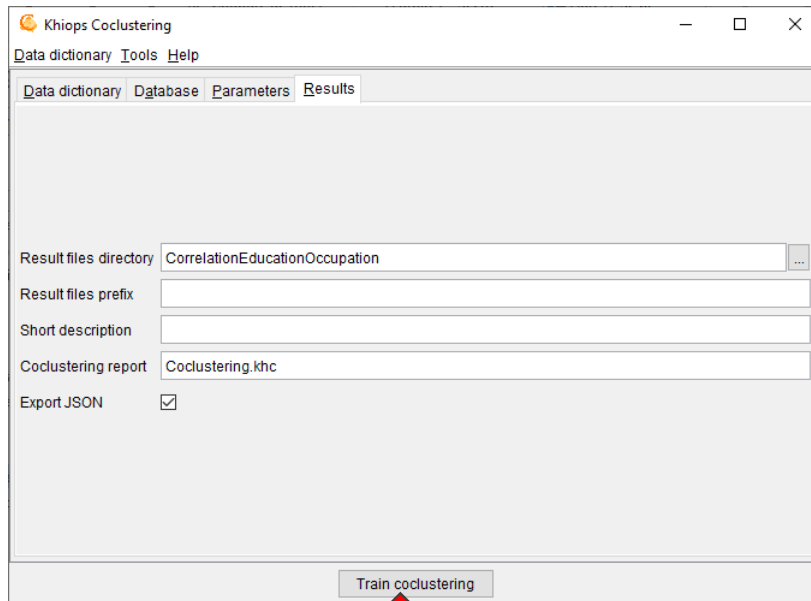 Khiops Coclustering
Data dictionary Tools Help
Data dictionary Database Parameters Results
Result files directory CorrelationEducationOccupation ...
Result files prefix
Short description
Coclustering report Coclustering.khc
Export JSON
Train coclustering